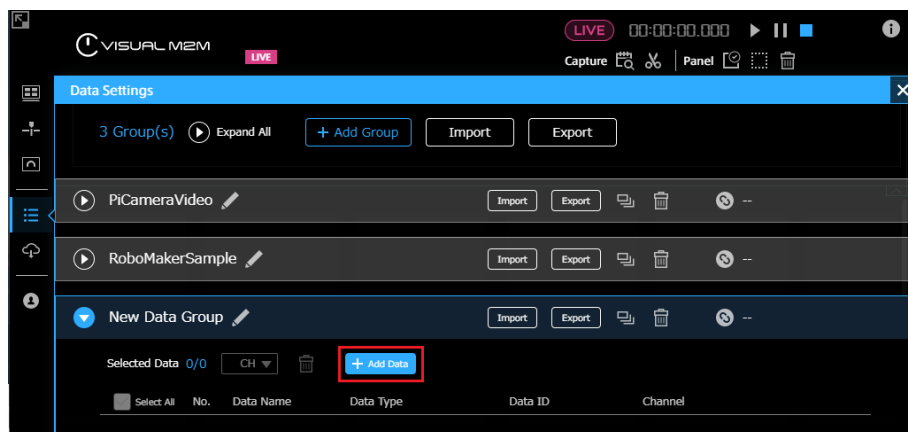 LIVE 00:00:00.000
VISUAL M2M LIVE
Capture Panel
Data Settings
3 Group(s) Expand All + Add Group Import Export
PiCameraVideo Import Export --
RoboMakerSample Import Export --
New Data Group Import Export --
Selected Data 0/0 CH + Add Data
Select All No. Data Name Data Type Data ID Channel